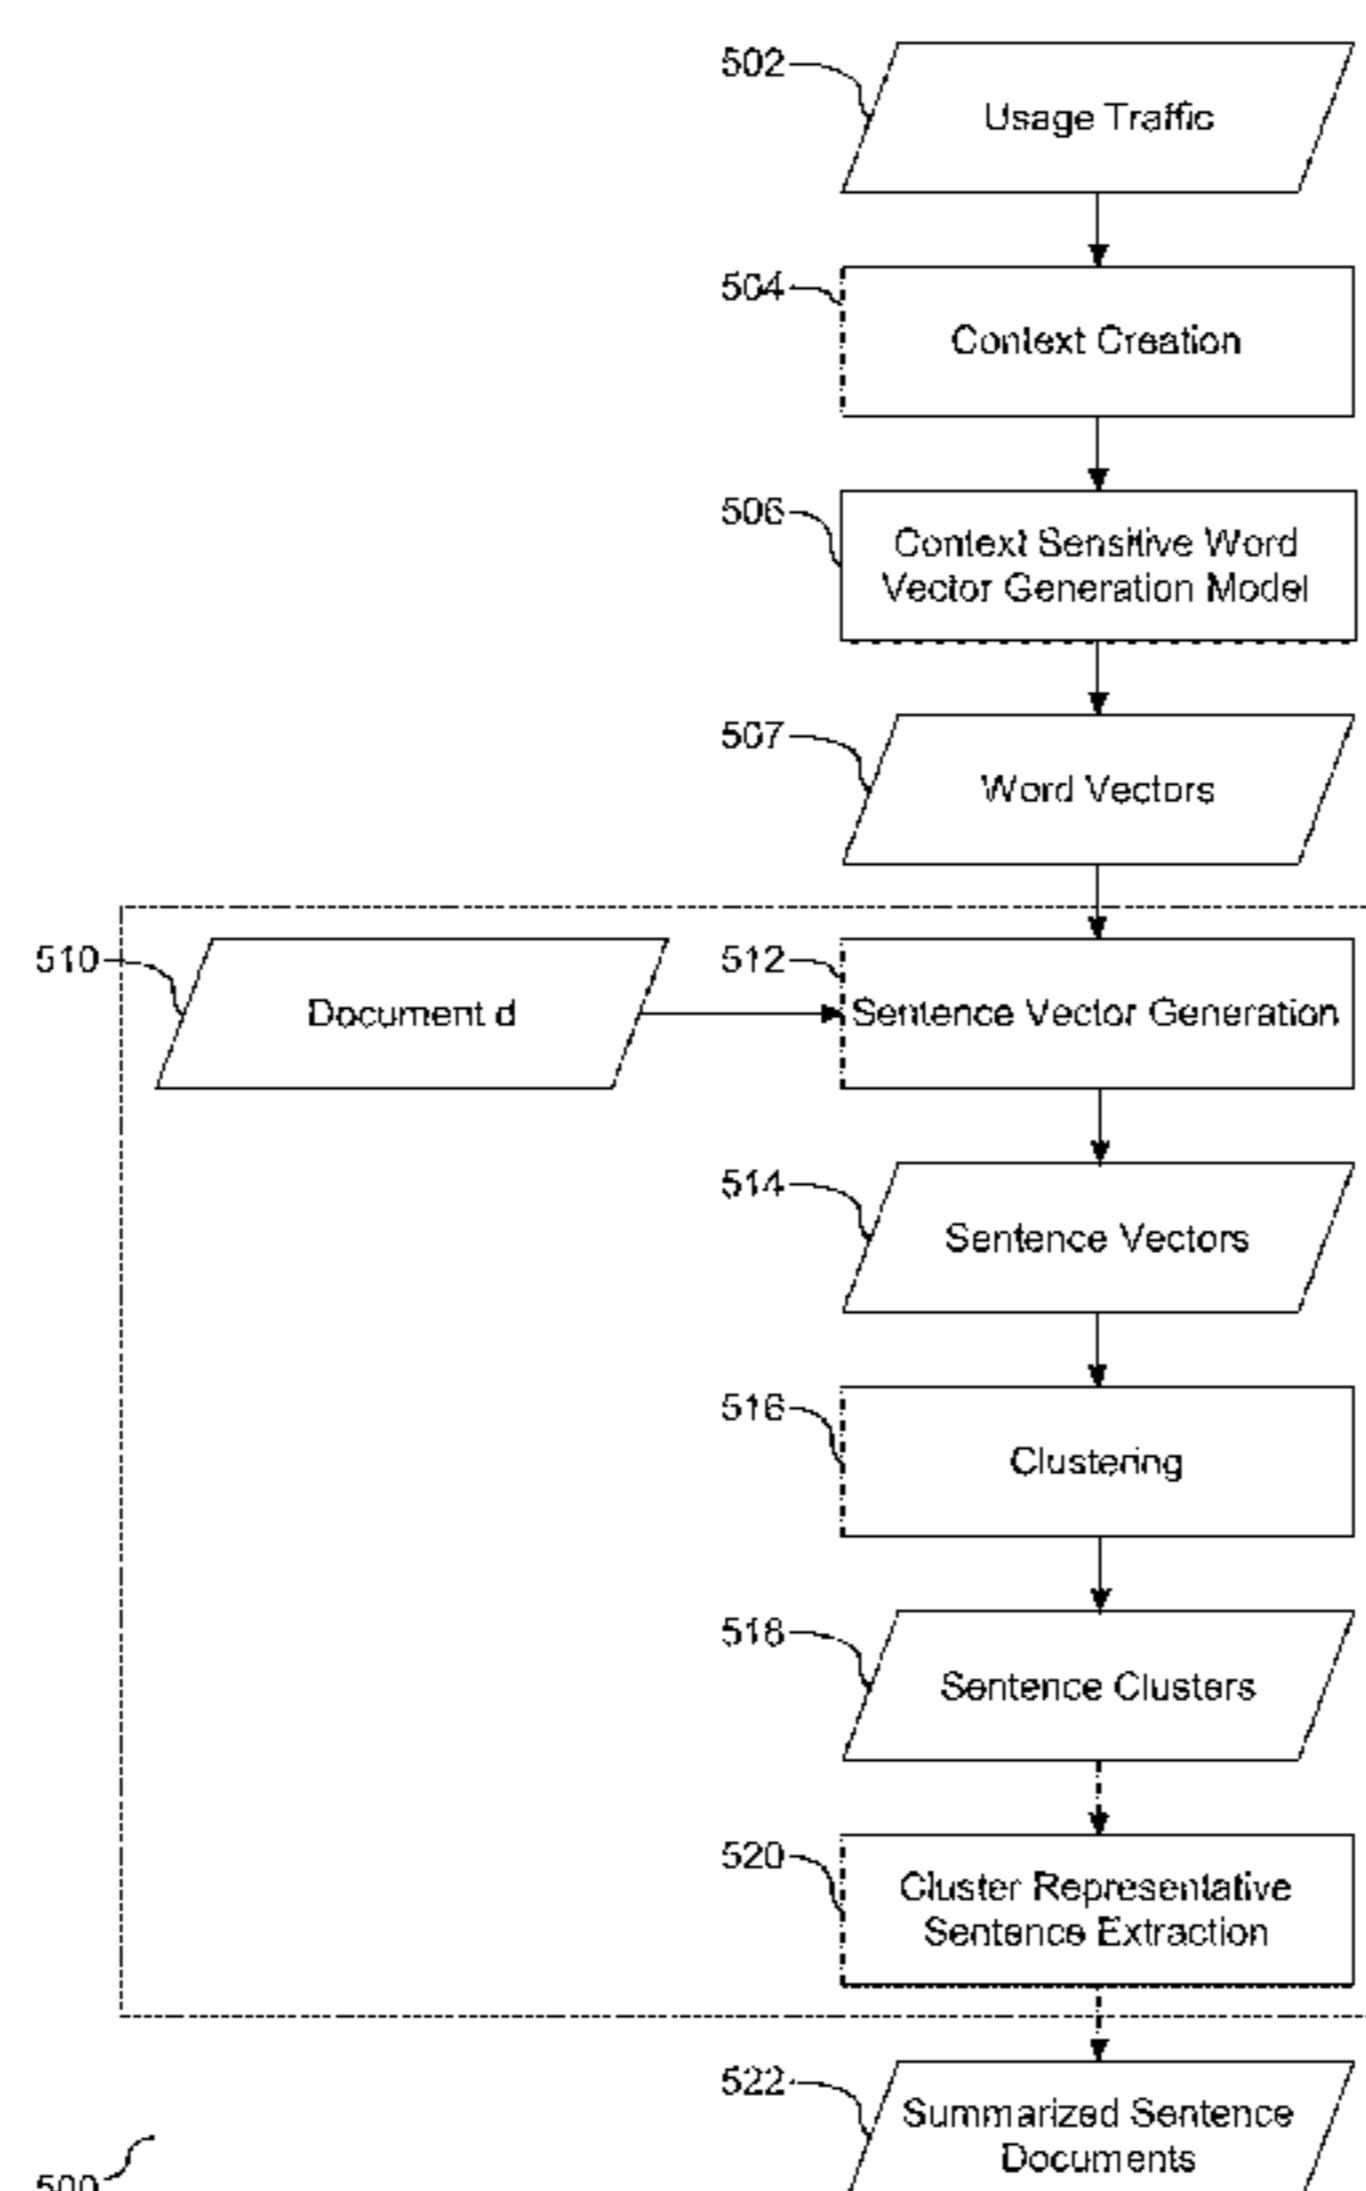 502
Usage Traffic
504
Context Creation
506
Context Sensitive Word
Vector Generation Model
507
Word Vectors
510
Document d
512
Sentence Vector Generation
514
Sentence Vectors
516
Clustering
518
Sentence Clusters
520
Cluster Representative
Sentence Extraction
522
Summarized Sentence
Documents
500